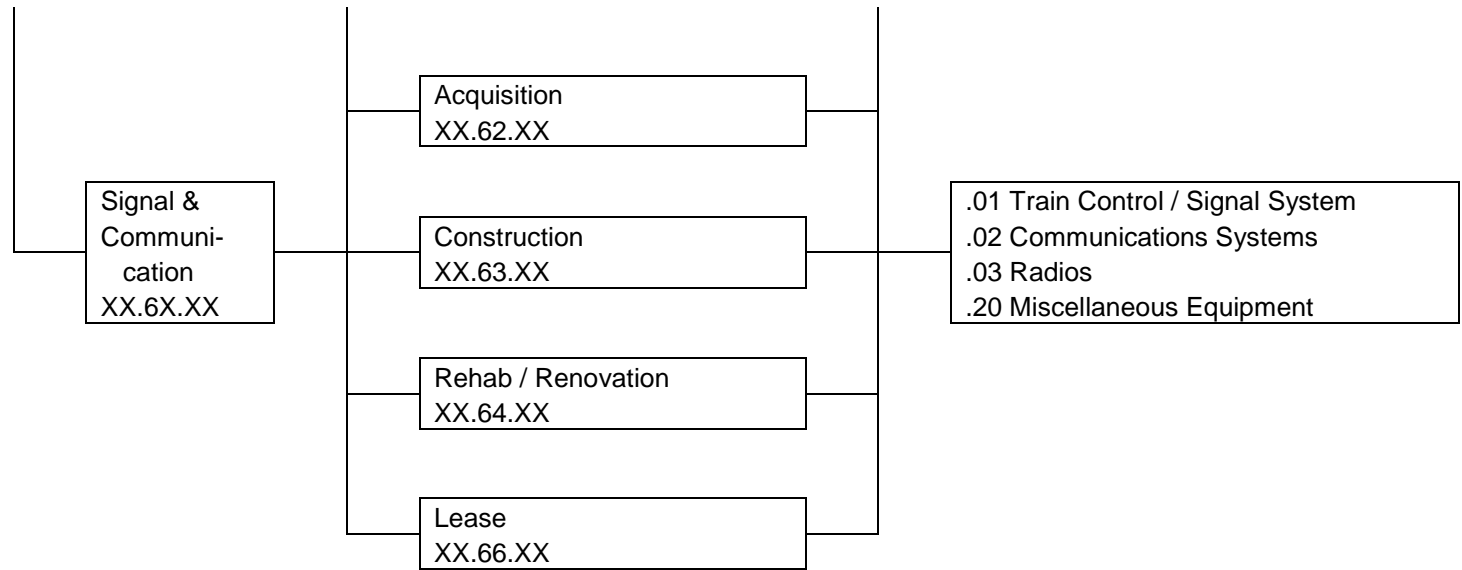 Acquisition
XX.62.XX
Signal &
Communi-
cation
XX.6X.XX
Construction
XX.63.XX
.01 Train Control / Signal System
.02 Communications Systems
.03 Radios
.20 Miscellaneous Equipment
Rehab / Renovation
XX.64.XX
Lease
XX.66.XX